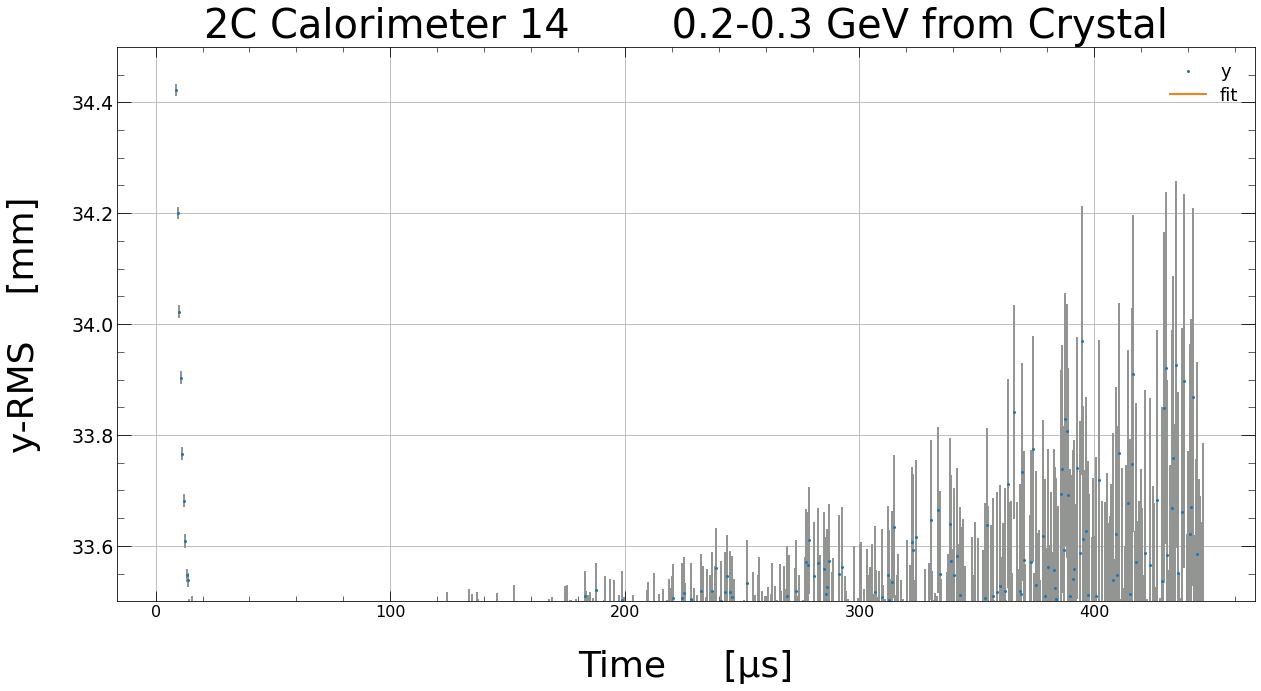 2C Calorimeter 14 0.2-0.3 GeV from Crystal
y
fit
34.4
34.2
34.0
33.8
33.6
y-RMS [mm]
0 100 200 300 400
Time [µs]